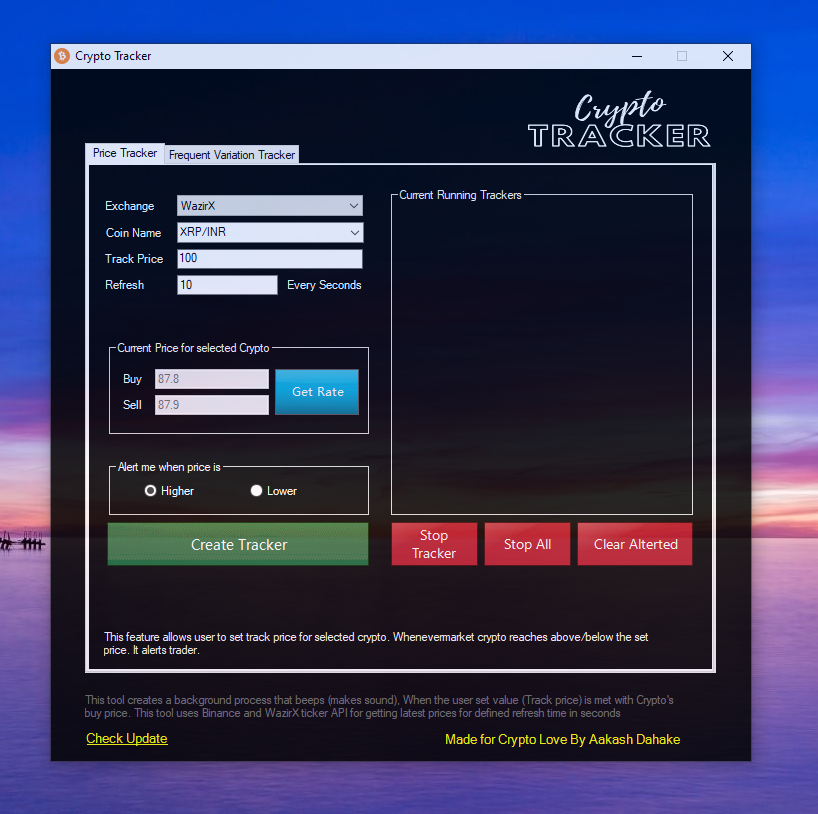 Crypto Tracker
Crypto
TRACKER
Price Tracker
Frequent Variation Tracker
Exchange
WazirX
Coin Name
XRP/INR
Track Price
100
Refresh
10
Every Seconds
Current Price for selected Crypto
Buy
87.8
Sell
87.9
Get Rate
Alert me when price is
Higher
Lower
Create Tracker
Current Running Trackers
Stop
Tracker
Stop All
Clear Alterted
This feature allows user to set track price for selected crypto. Whenevermarket crypto reaches above/below the set
price. It alerts trader.
This tool creates a background process that beeps (makes sound), When the user set value (Track price) is met with Crypto's
buy price. This tool uses Binance and WazirX ticker API for getting latest prices for defined refresh time in seconds
Check Update
Made for Crypto Love By Aakash Dahake